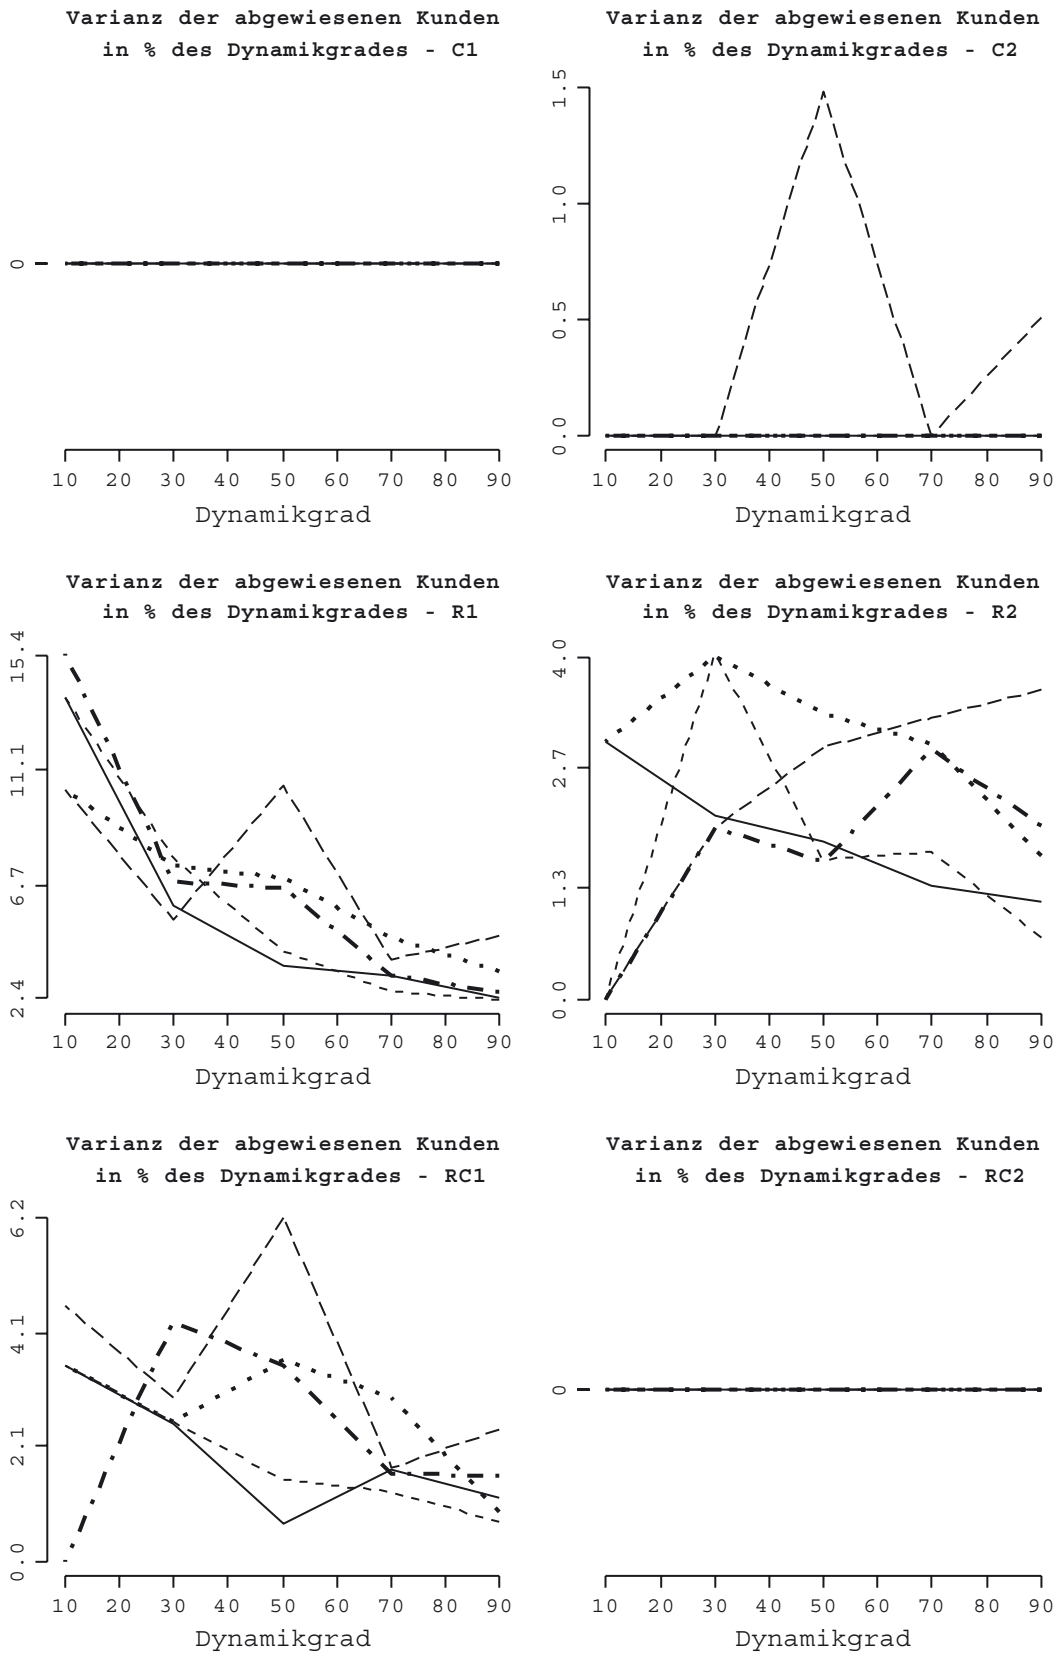 Varianz der abgewiesenen Kunden
in % des Dynamikgrades - C1
0
10 20 30 40 50 60 70 80 90
Dynamikgrad
Varianz der abgewiesenen Kunden
in % des Dynamikgrades - C2
1.5
1.0
0.5
0.0
10 20 30 40 50 60 70 80 90
Dynamikgrad
Varianz der abgewiesenen Kunden
in % des Dynamikgrades - R1
15.4
11.1
6.7
2.4
10 20 30 40 50 60 70 80 90
Dynamikgrad
Varianz der abgewiesenen Kunden
in % des Dynamikgrades - R2
4.0
2.7
1.3
0.0
10 20 30 40 50 60 70 80 90
Dynamikgrad
Varianz der abgewiesenen Kunden
in % des Dynamikgrades - RC1
6.2
4.1
2.1
0.0
10 20 30 40 50 60 70 80 90
Dynamikgrad
Varianz der abgewiesenen Kunden
in % des Dynamikgrades - RC2
0
10 20 30 40 50 60 70 80 90
Dynamikgrad